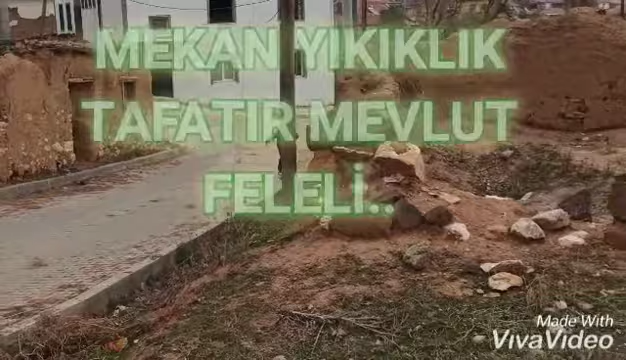 MEKAN YIKIKLIK
TAFATIR MEVLUT
FELELİ..
Made With
VivaVideo